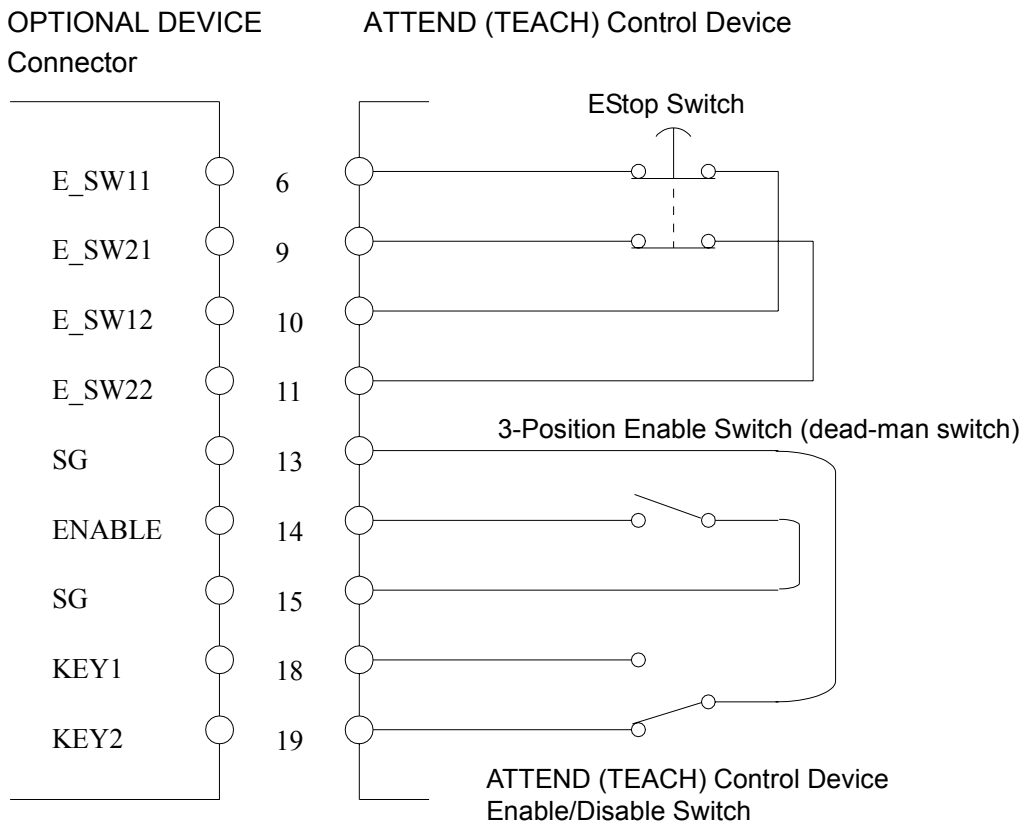 OPTIONAL DEVICE
Connector
ATTEND (TEACH) Control Device
EStop Switch
E_SW11 6
E_SW21 9
E_SW12 10
E_SW22 11
3-Position Enable Switch (dead-man switch)
SG 13
ENABLE 14
SG 15
KEY1 18
KEY2 19
ATTEND (TEACH) Control Device
Enable/Disable Switch